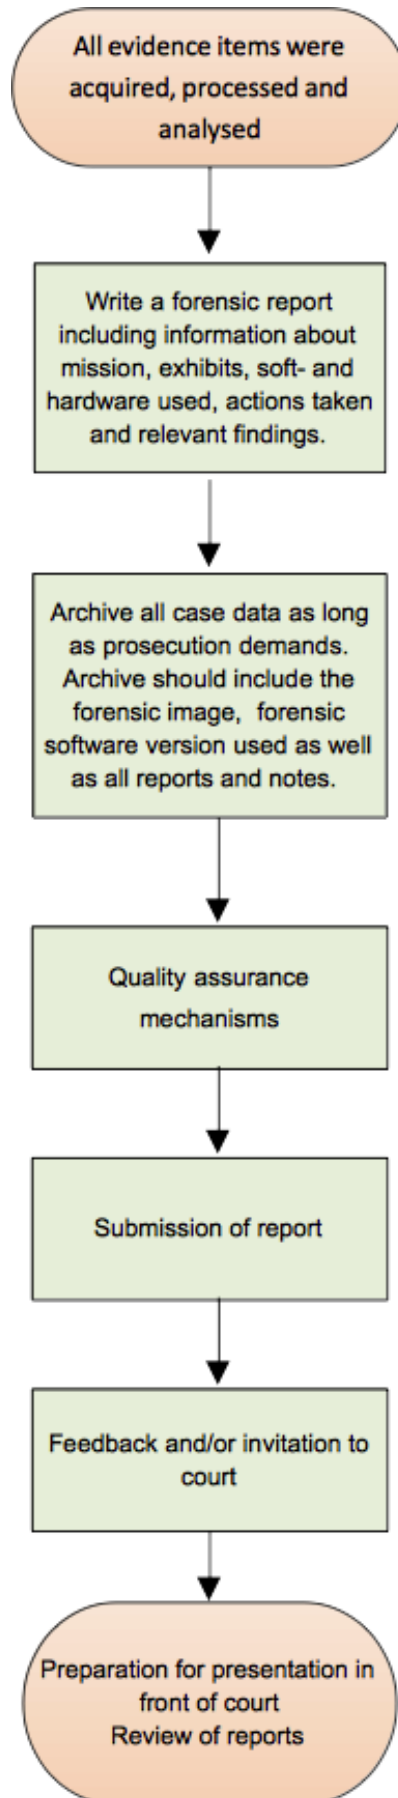 All evidence items were
acquired, processed and
analysed
Write a forensic report
including information about
mission, exhibits, soft- and
hardware used, actions taken
and relevant findings.
Archive all case data as long
as prosecution demands.
Archive should include the
forensic image, forensic
software version used as well
as all reports and notes.
Quality assurance
mechanisms
Submission of report
Feedback and/or invitation to
court
Preparation for presentation in
front of court
Review of reports